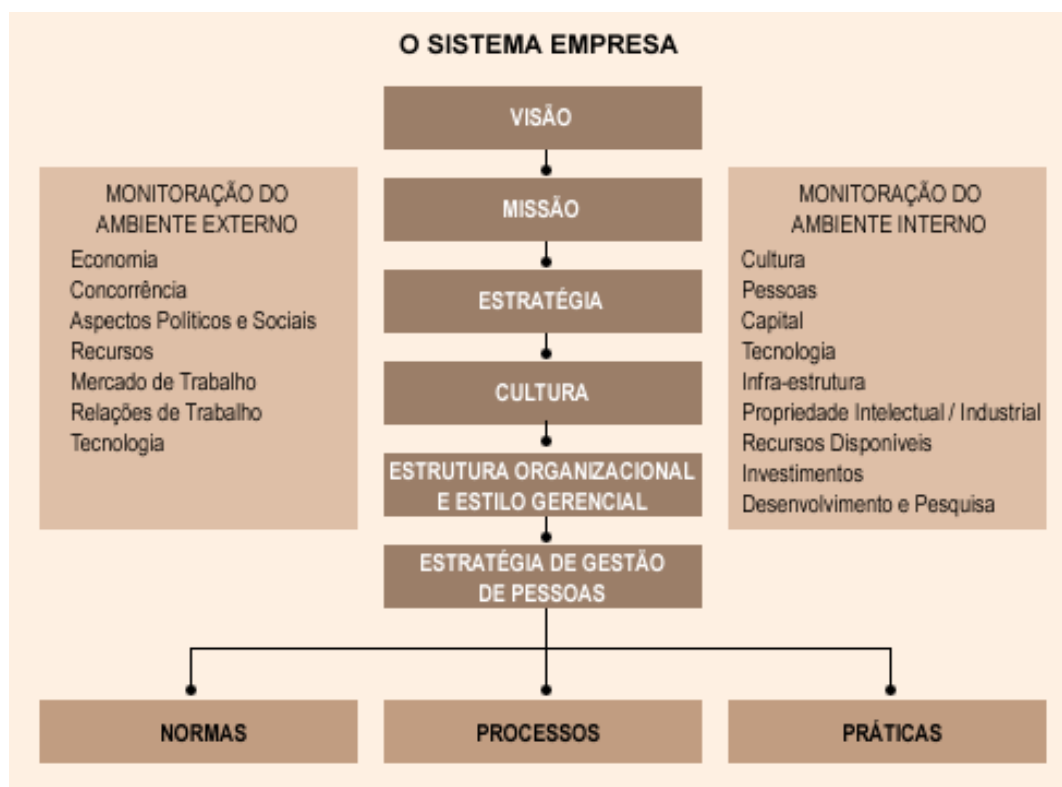 O SISTEMA EMPRESA
VISÃO
MISSÃO
ESTRATÉGIA
CULTURA
ESTRUTURA ORGANIZACIONAL
E ESTILO GERENCIAL
ESTRATÉGIA DE GESTÃO
DE PESSOAS
MONITORAÇÃO DO
AMBIENTE EXTERNO
Economia
Concorrência
Aspectos Políticos e Sociais
Recursos
Mercado de Trabalho
Relações de Trabalho
Tecnologia
MONITORAÇÃO DO
AMBIENTE INTERNO
Cultura
Pessoas
Capital
Tecnologia
Infra-estrutura
Propriedade Intelectual / Industrial
Recursos Disponíveis
Investimentos
Desenvolvimento e Pesquisa
NORMAS
PROCESSOS
PRÁTICAS